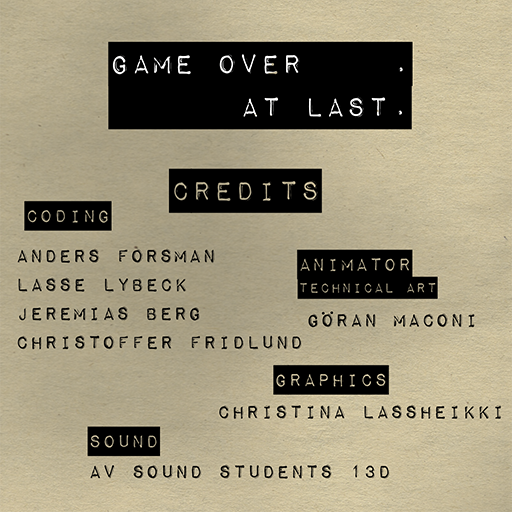 GAME OVER .
AT LAST.
CREDITS
CODING
ANDERS FORSMAN
LASSE LYBECK
JEREMIAS BERG
CHRISTOFFER FRIDLUND
ANIMATOR
TECHNICAL ART
GÖRAN MACONI
GRAPHICS
CHRISTINA LASSHEIKKI
SOUND
AV SOUND STUDENTS 13D